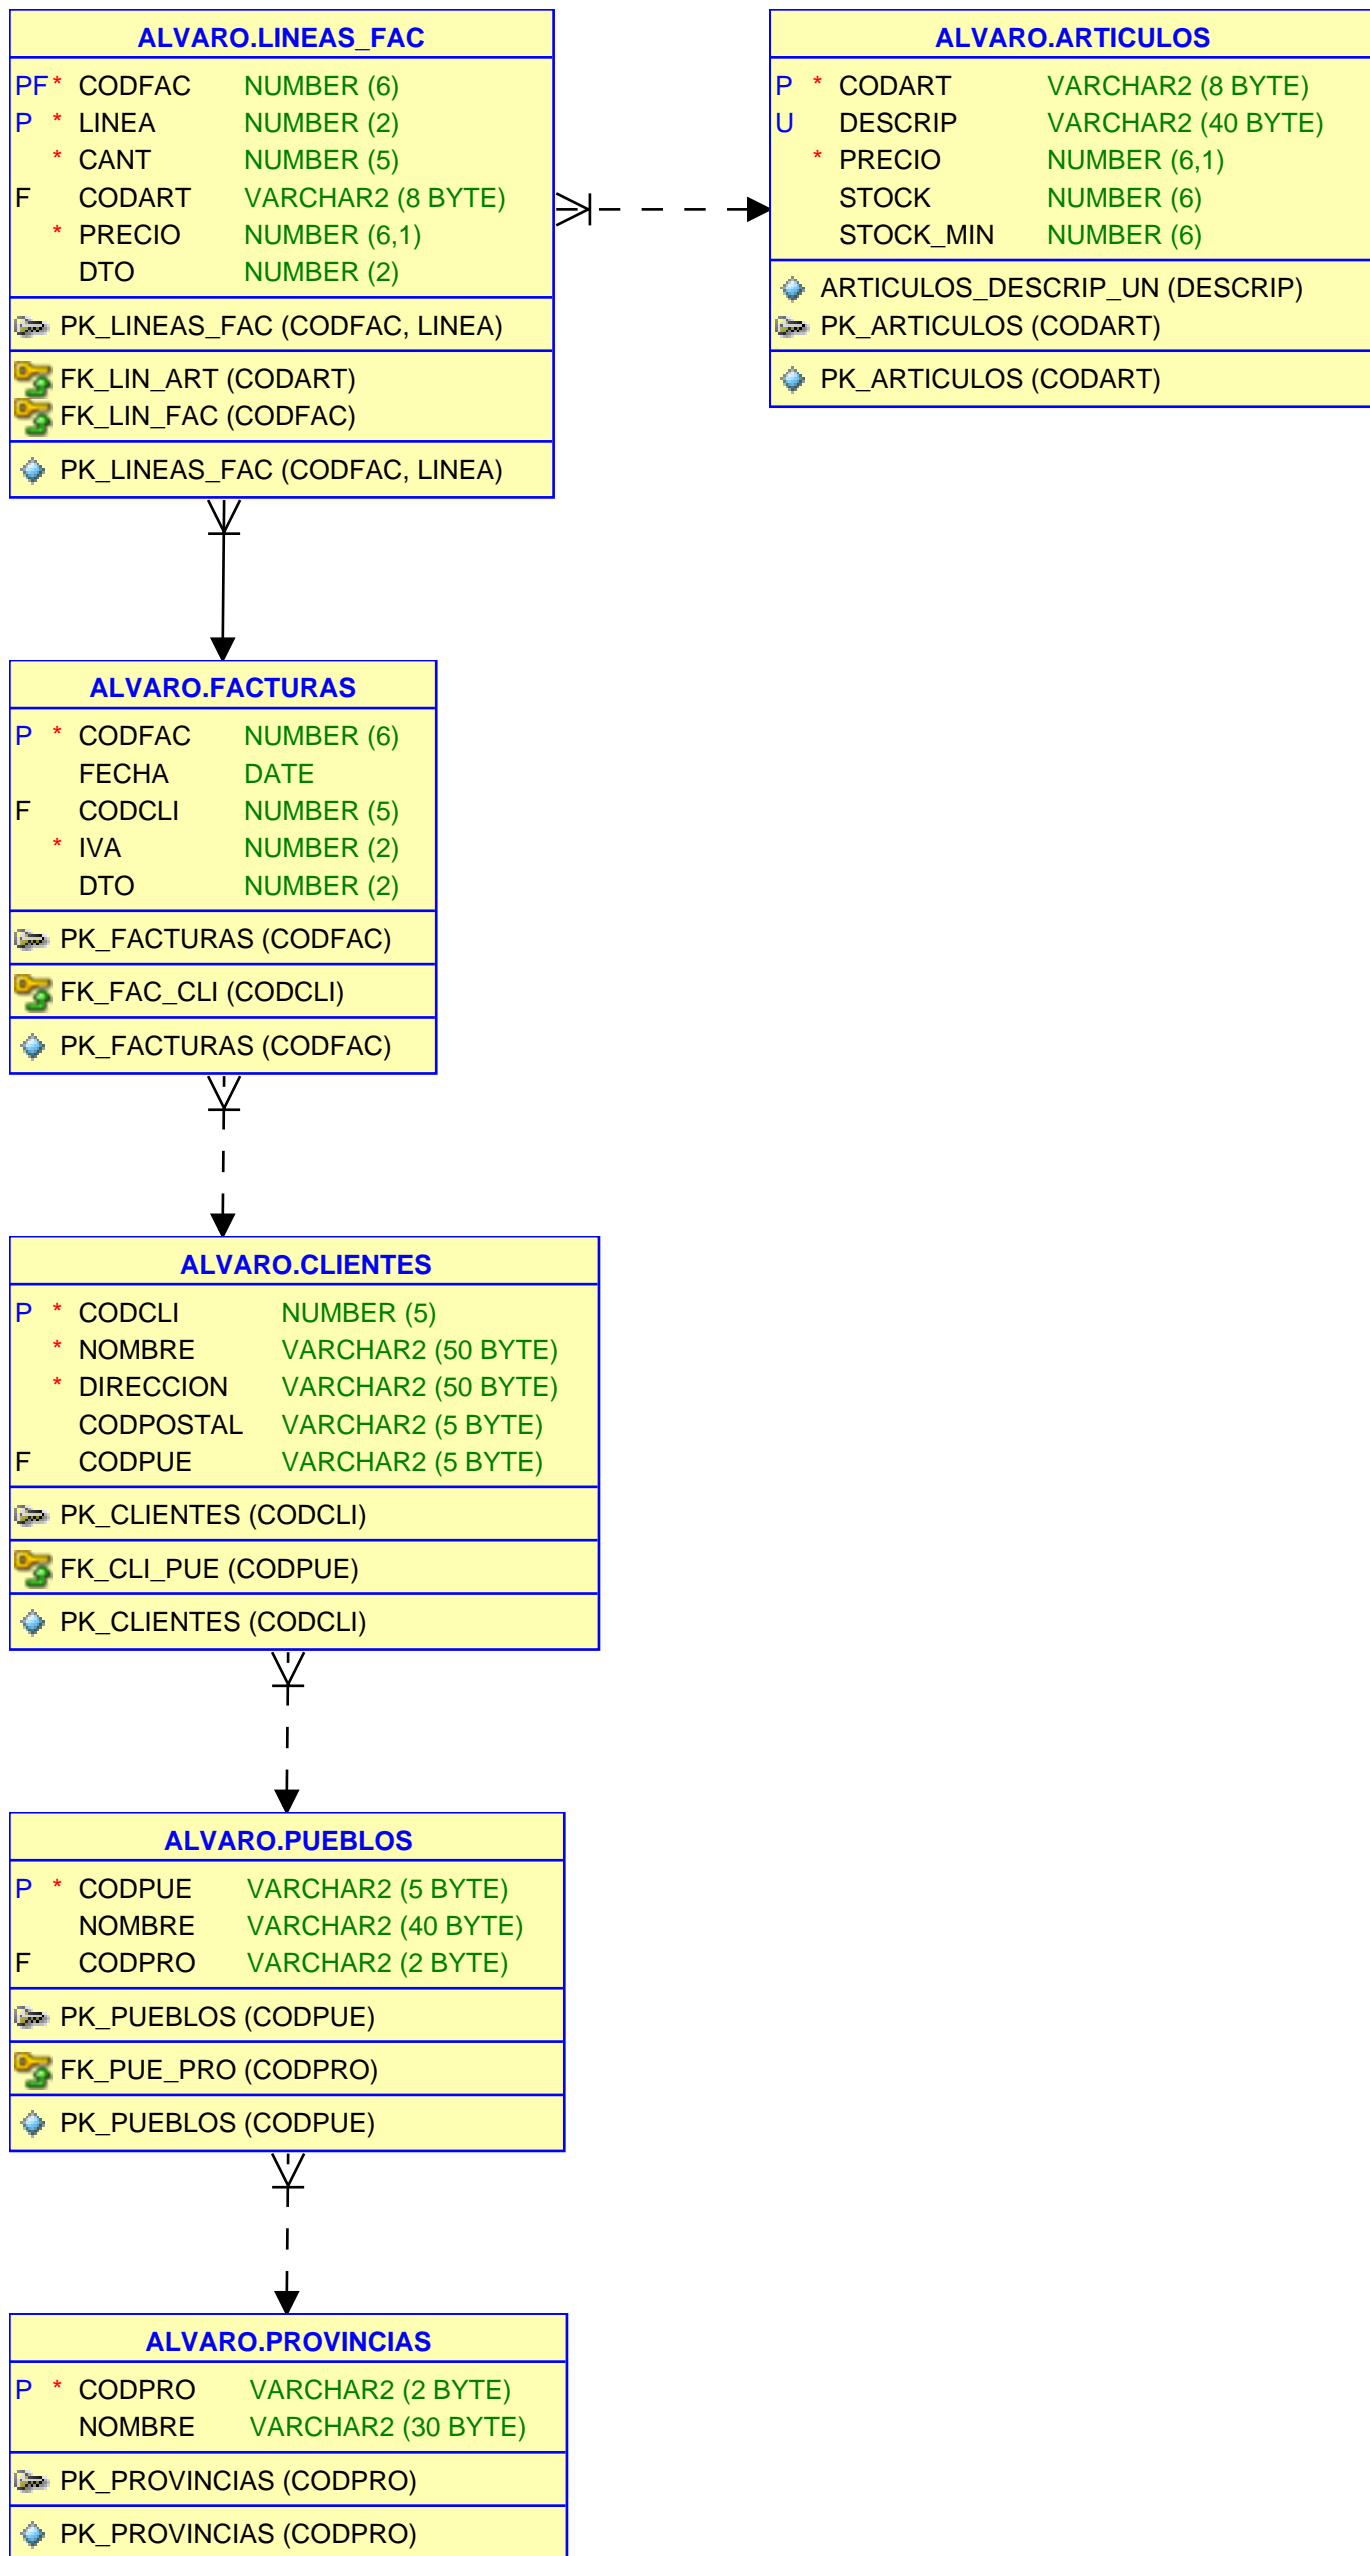 ALVARO.LINEAS_FAC
PF * CODFAC NUMBER (6)
P * LINEA NUMBER (2)
* CANT NUMBER (5)
F CODART VARCHAR2 (8 BYTE)
* PRECIO NUMBER (6,1)
DTO NUMBER (2)
PK_LINEAS_FAC (CODFAC, LINEA)
FK_LIN_ART (CODART)
FK_LIN_FAC (CODFAC)
PK_LINEAS_FAC (CODFAC, LINEA)
ALVARO.ARTICULOS
P * CODART VARCHAR2 (8 BYTE)
U DESCRIP VARCHAR2 (40 BYTE)
* PRECIO NUMBER (6,1)
STOCK NUMBER (6)
STOCK_MIN NUMBER (6)
ARTICULOS_DESCRIP_UN (DESCRIP)
PK_ARTICULOS (CODART)
PK_ARTICULOS (CODART)
ALVARO.FACTURAS
P * CODFAC NUMBER (6)
FECHA DATE
F CODCLI NUMBER (5)
* IVA NUMBER (2)
DTO NUMBER (2)
PK_FACTURAS (CODFAC)
FK_FAC_CLI (CODCLI)
PK_FACTURAS (CODFAC)
ALVARO.CLIENTES
P * CODCLI NUMBER (5)
* NOMBRE VARCHAR2 (50 BYTE)
* DIRECCION VARCHAR2 (50 BYTE)
CODPOSTAL VARCHAR2 (5 BYTE)
F CODPUE VARCHAR2 (5 BYTE)
PK_CLIENTES (CODCLI)
FK_CLI_PUE (CODPUE)
PK_CLIENTES (CODCLI)
ALVARO.PUEBLOS
P * CODPUE VARCHAR2 (5 BYTE)
NOMBRE VARCHAR2 (40 BYTE)
F CODPRO VARCHAR2 (2 BYTE)
PK_PUEBLOS (CODPUE)
FK_PUE_PRO (CODPRO)
PK_PUEBLOS (CODPUE)
ALVARO.PROVINCIAS
P * CODPRO VARCHAR2 (2 BYTE)
NOMBRE VARCHAR2 (30 BYTE)
PK_PROVINCIAS (CODPRO)
PK_PROVINCIAS (CODPRO)